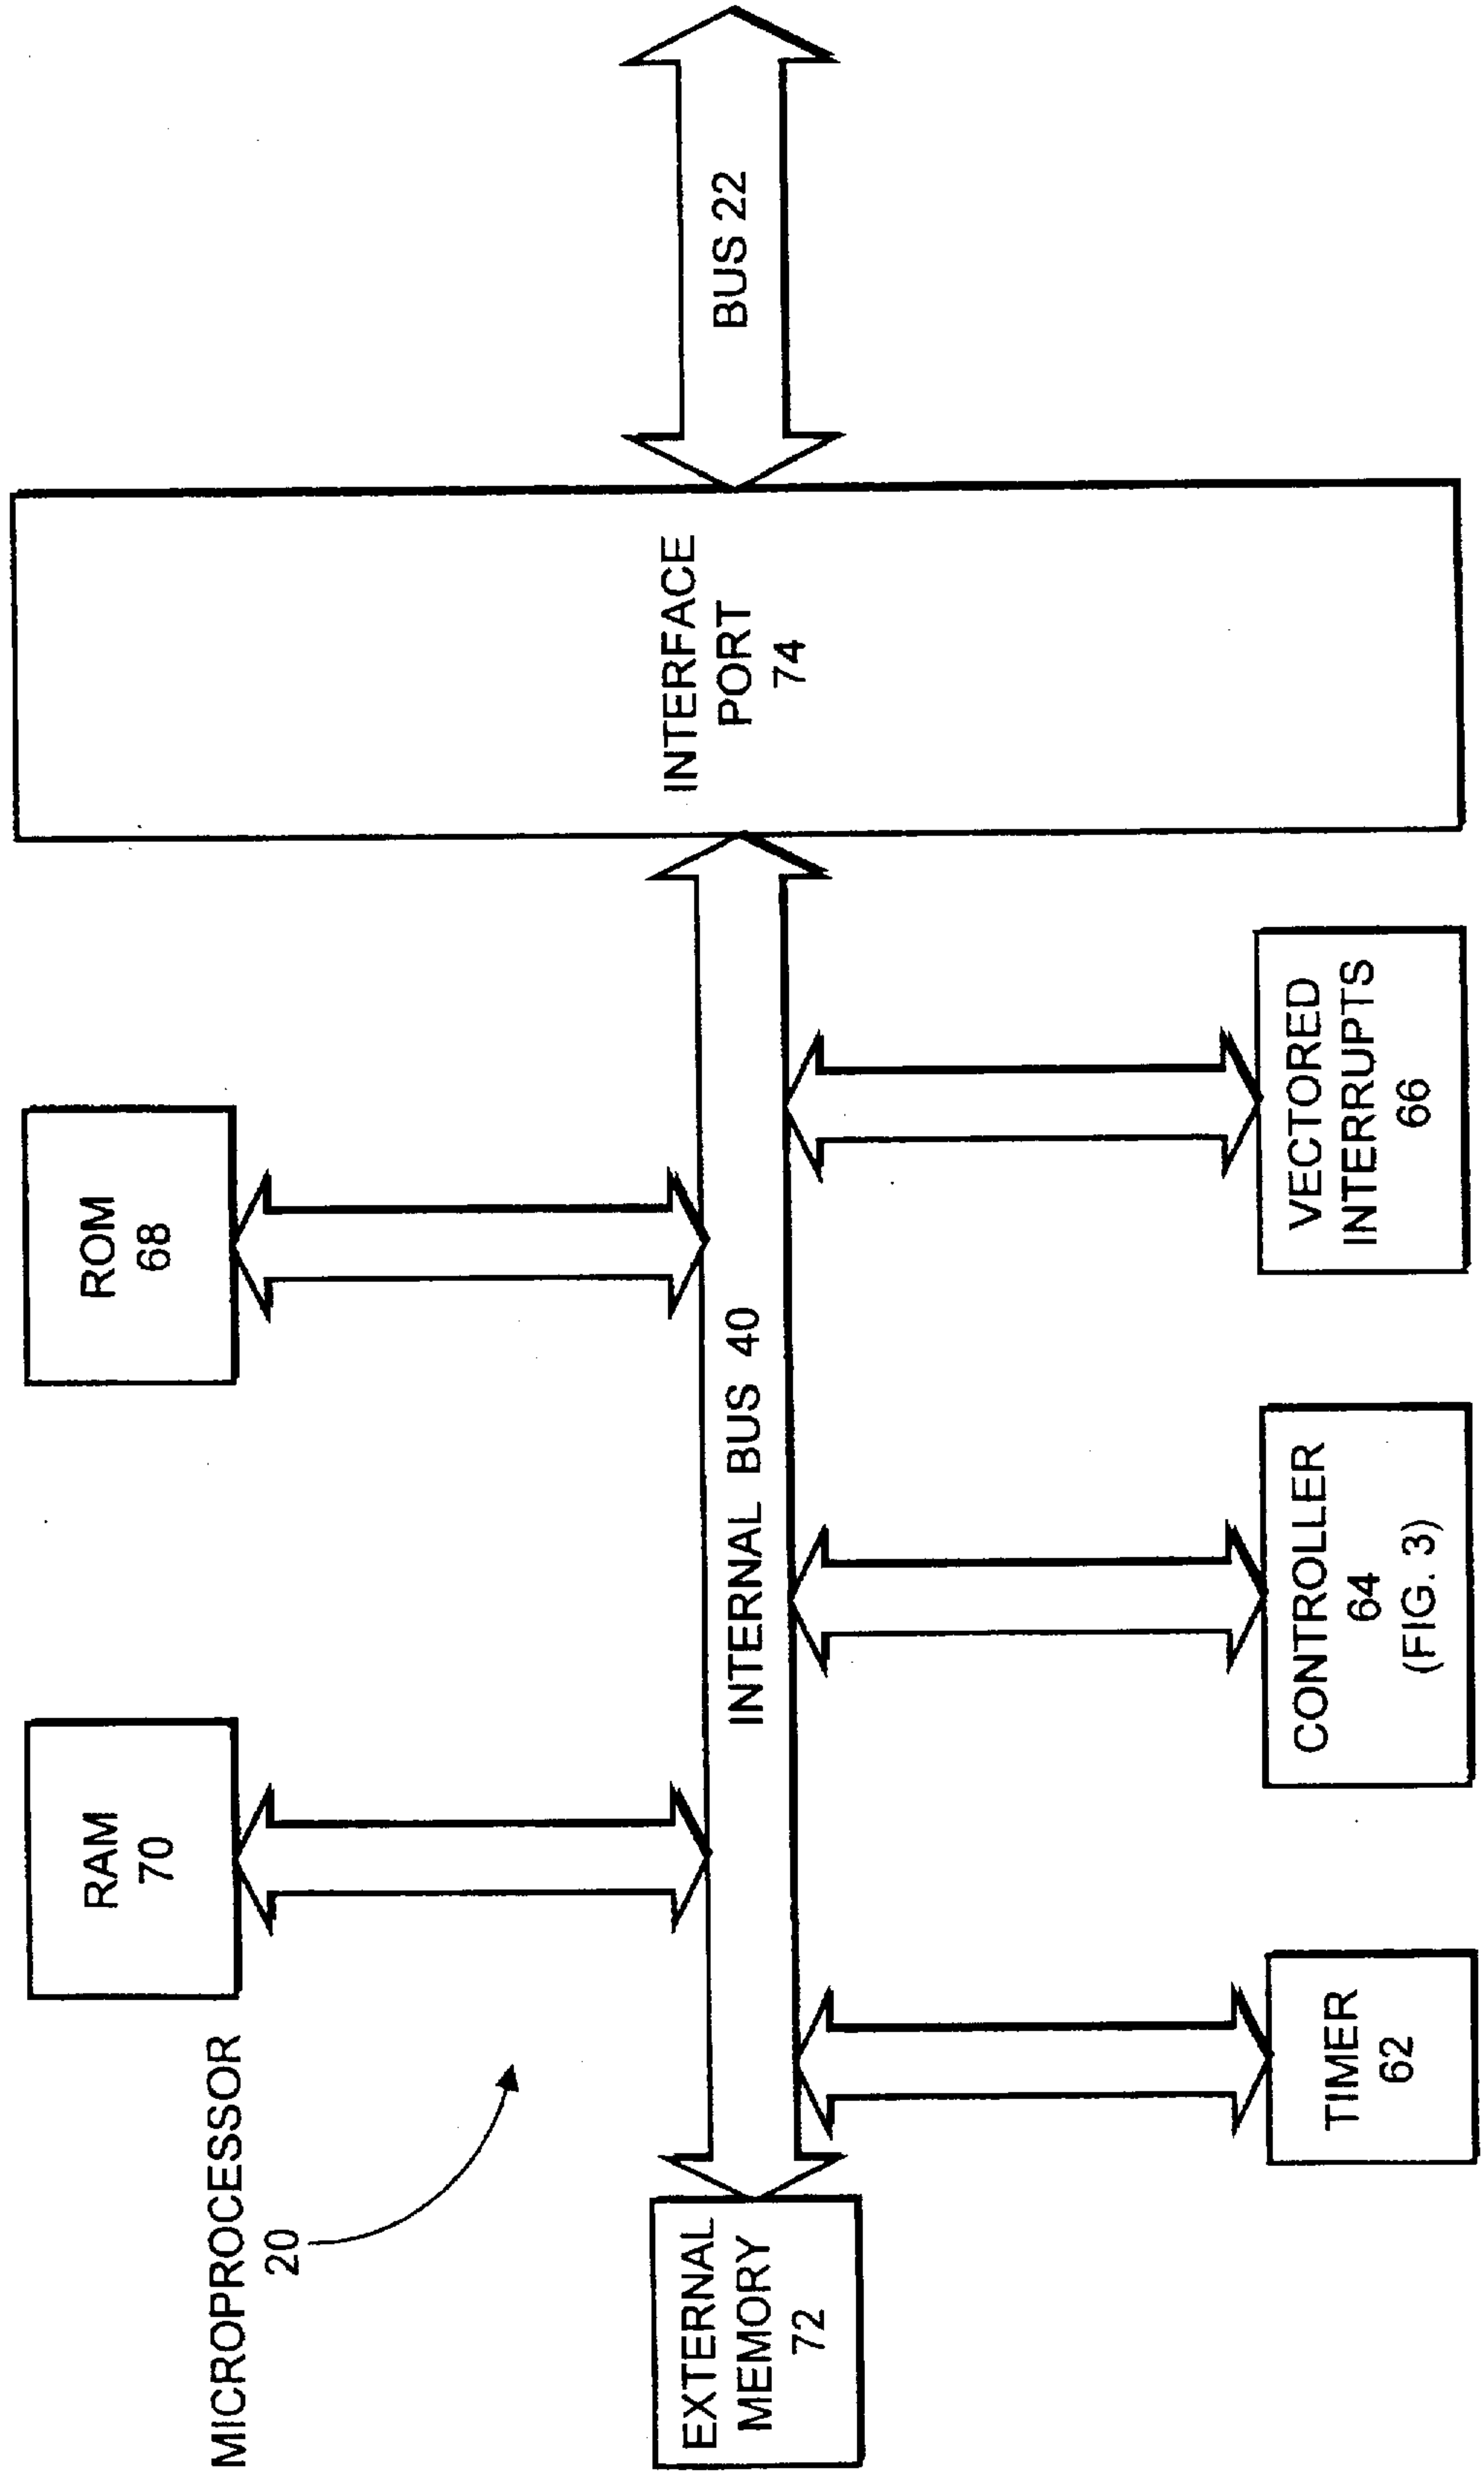 MICROPROCESSOR
20
RAM
70
ROM
68
EXTERNAL
MEMORY
72
INTERNAL BUS 40
INTERFACE
PORT
74
BUS 22
TIMER
62
CONTROLLER
64
(FIG. 3)
VECTORED
INTERRUPTS
66